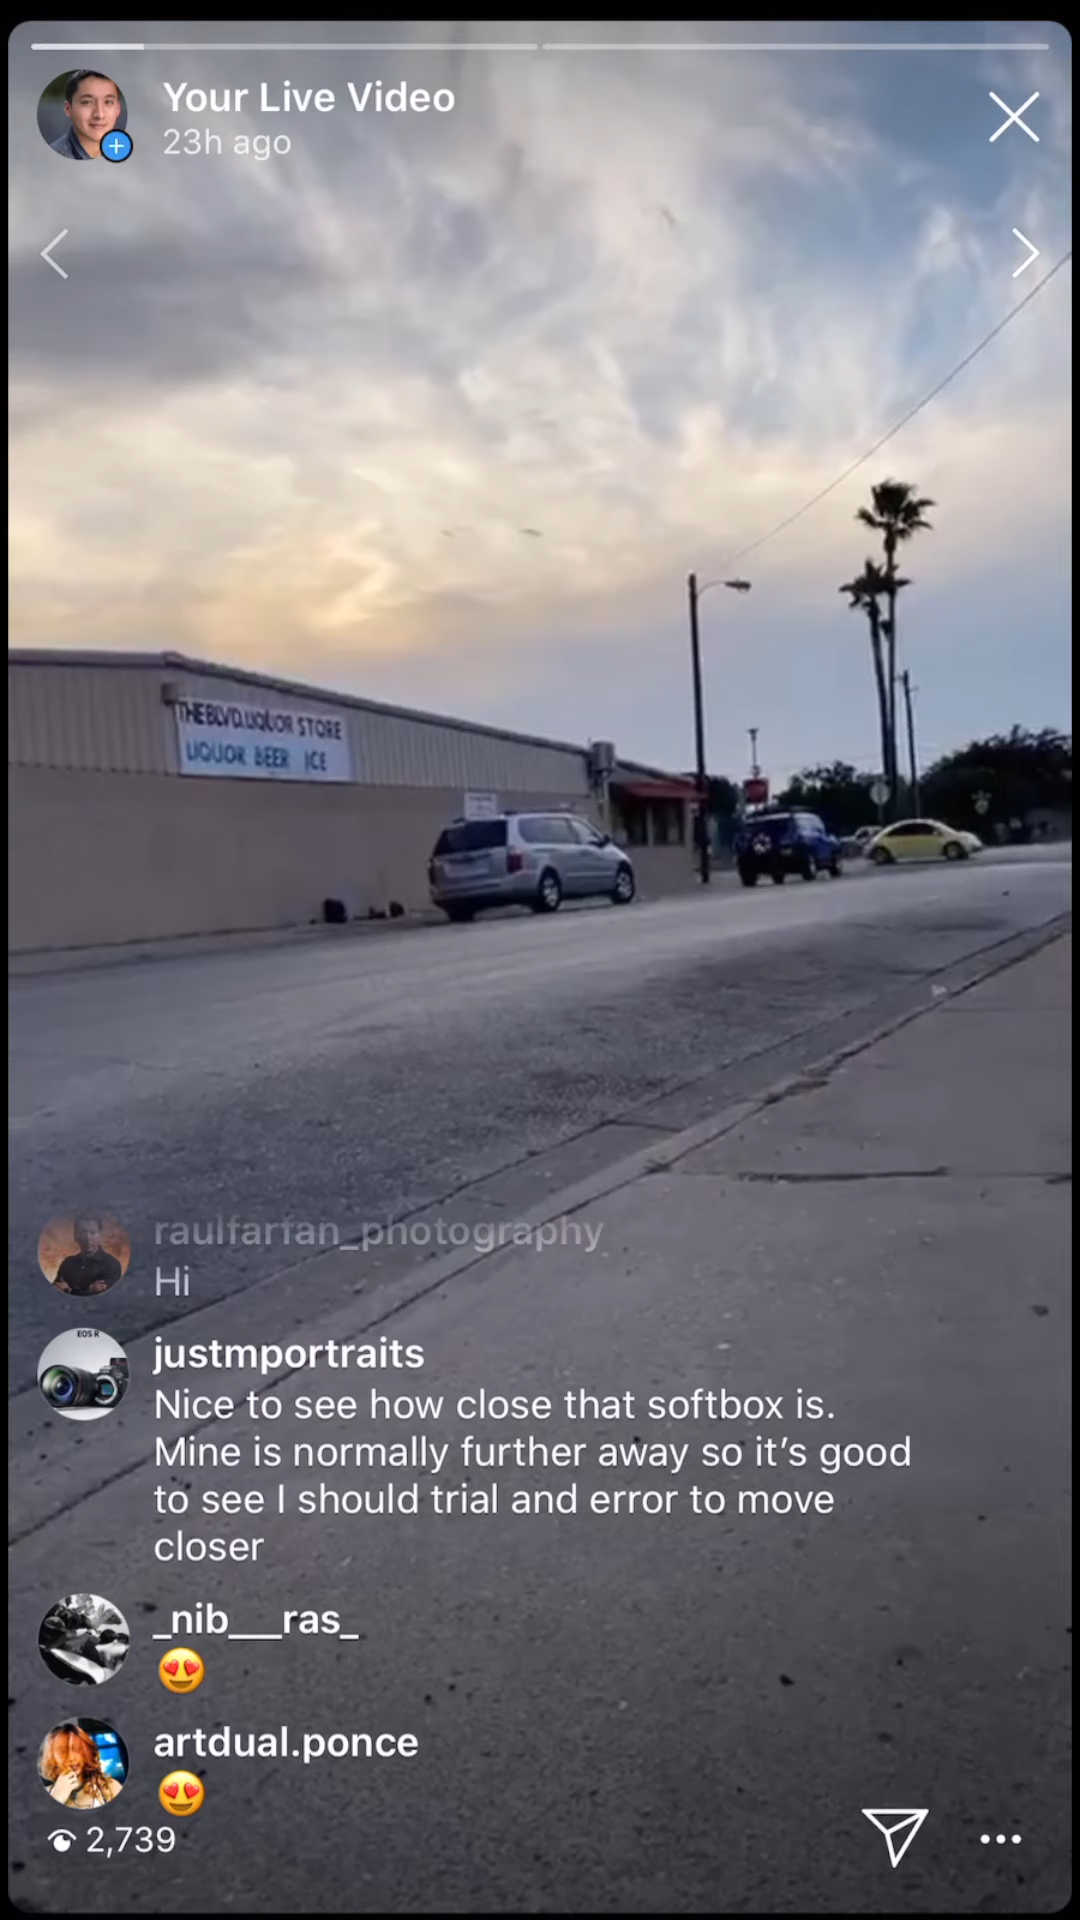 Your Live Video
23h ago
THE BLVD. LIQUOR STORE
LIQUOR BEER ICE
raulfarfan_photography
Hi
EOS R
justmportraits
Nice to see how close that softbox is.
Mine is normally further away so it’s good
to see I should trial and error to move
closer
_nib___ras_
😍
artdual.ponce
😍
2,739